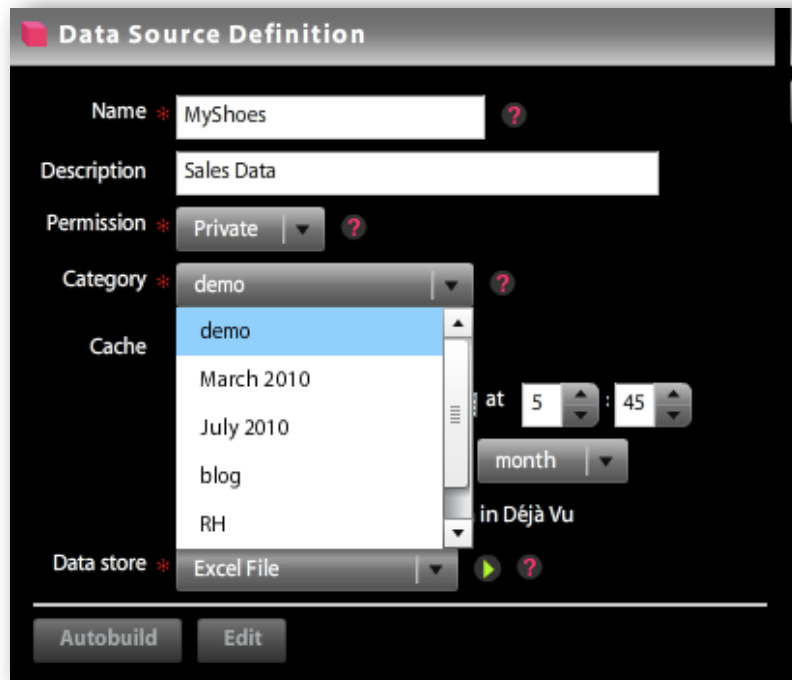 Data Source Definition
Name * MyShoes ?
Description Sales Data
Permission * Private ?
Category * demo ?
demo
Cache
March 2010
at 5 : 45
July 2010
month
blog
in Déjà Vu
RH
Data store * Excel File ?
Autobuild Edit